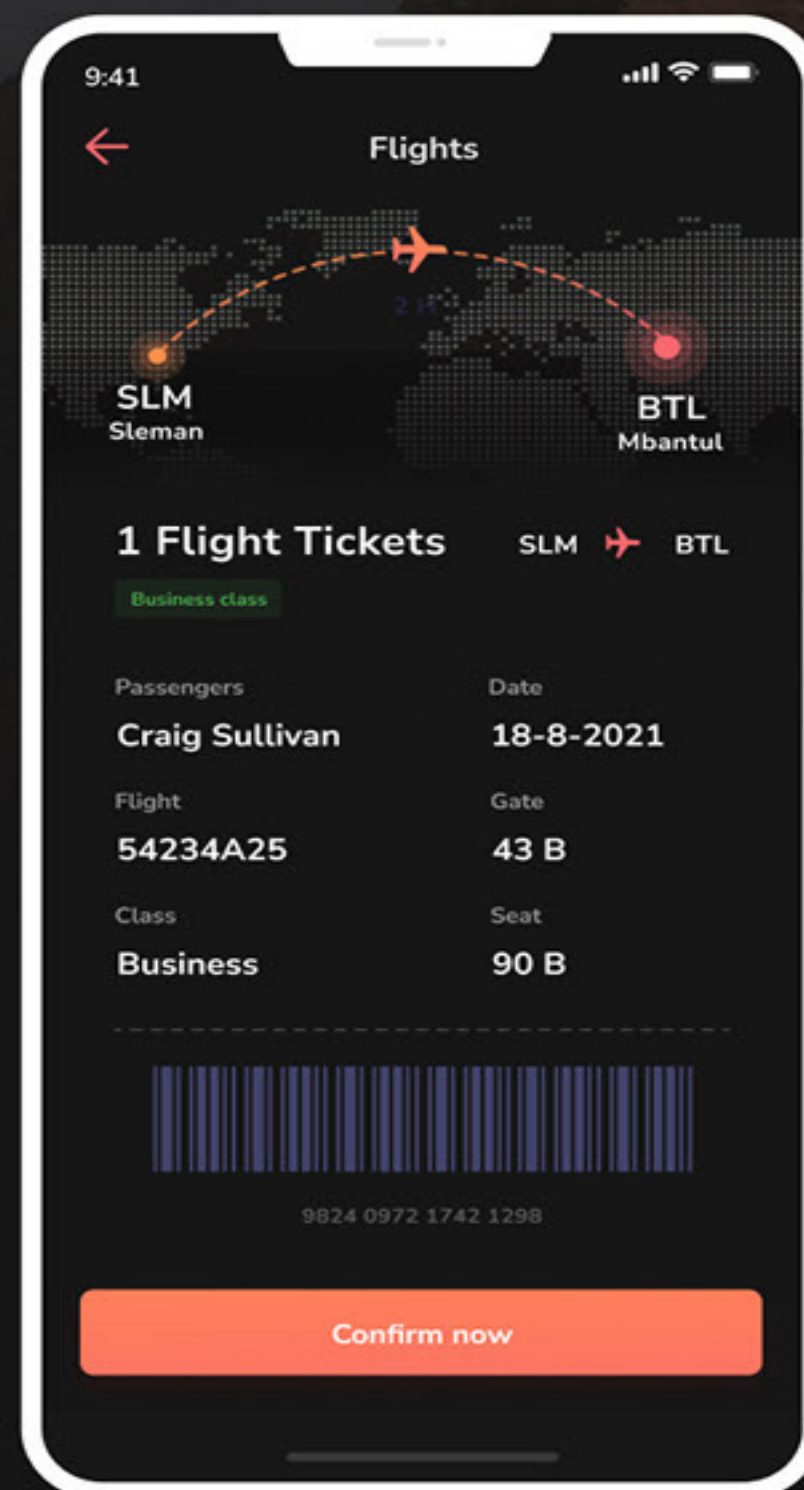 9:41
Flights
2 H
SLM
Sleman
BTL
Mbantul
1 Flight Tickets
SLM BTL
Business class
Passengers Date
Craig Sullivan 18-8-2021
Flight Gate
54234A25 43 B
Class Seat
Business 90 B
9824 0972 1742 1298
Confirm now